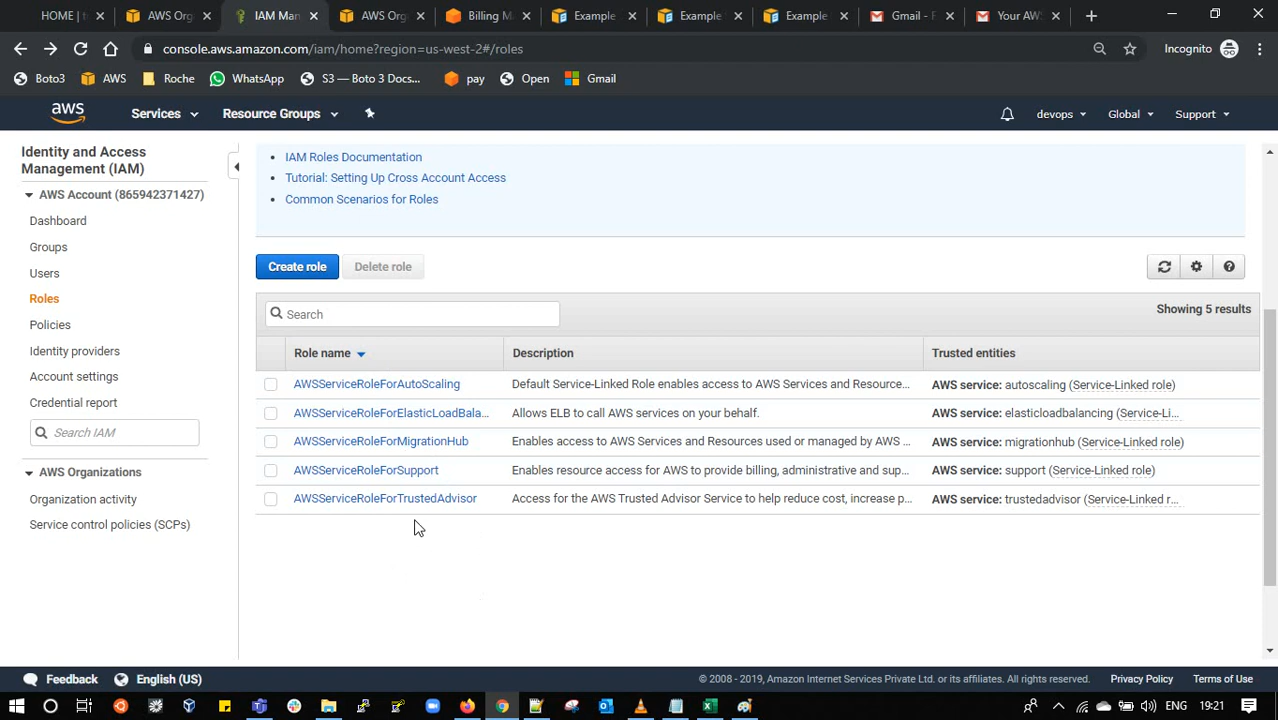 HOME | t
AWS Org
IAM Man
AWS Org
Billing M
Example
Example
Example
Gmail - F
Your AWS
console.aws.amazon.com/iam/home?region=us-west-2#/roles
Incognito
Boto3
AWS
Roche
WhatsApp
S3 — Boto 3 Docs...
pay
Open
Gmail
aws
Services
Resource Groups
devops
Global
Support
Identity and Access
Management (IAM)
AWS Account (865942371427)
Dashboard
Groups
Users
Roles
Policies
Identity providers
Account settings
Credential report
Search IAM
AWS Organizations
Organization activity
Service control policies (SCPs)
IAM Roles Documentation
Tutorial: Setting Up Cross Account Access
Common Scenarios for Roles
Create role
Delete role
Search
Showing 5 results
Role name
Description
Trusted entities
AWSServiceRoleForAutoScaling
Default Service-Linked Role enables access to AWS Services and Resource...
AWS service: autoscaling (Service-Linked role)
AWSServiceRoleForElasticLoadBala...
Allows ELB to call AWS services on your behalf.
AWS service: elasticloadbalancing (Service-Li...
AWSServiceRoleForMigrationHub
Enables access to AWS Services and Resources used or managed by AWS ...
AWS service: migrationhub (Service-Linked role)
AWSServiceRoleForSupport
Enables resource access for AWS to provide billing, administrative and sup...
AWS service: support (Service-Linked role)
AWSServiceRoleForTrustedAdvisor
Access for the AWS Trusted Advisor Service to help reduce cost, increase p...
AWS service: trustedadvisor (Service-Linked r...
Feedback
English (US)
© 2008 - 2019, Amazon Internet Services Private Ltd. or its affiliates. All rights reserved.
Privacy Policy
Terms of Use
ENG
19:21